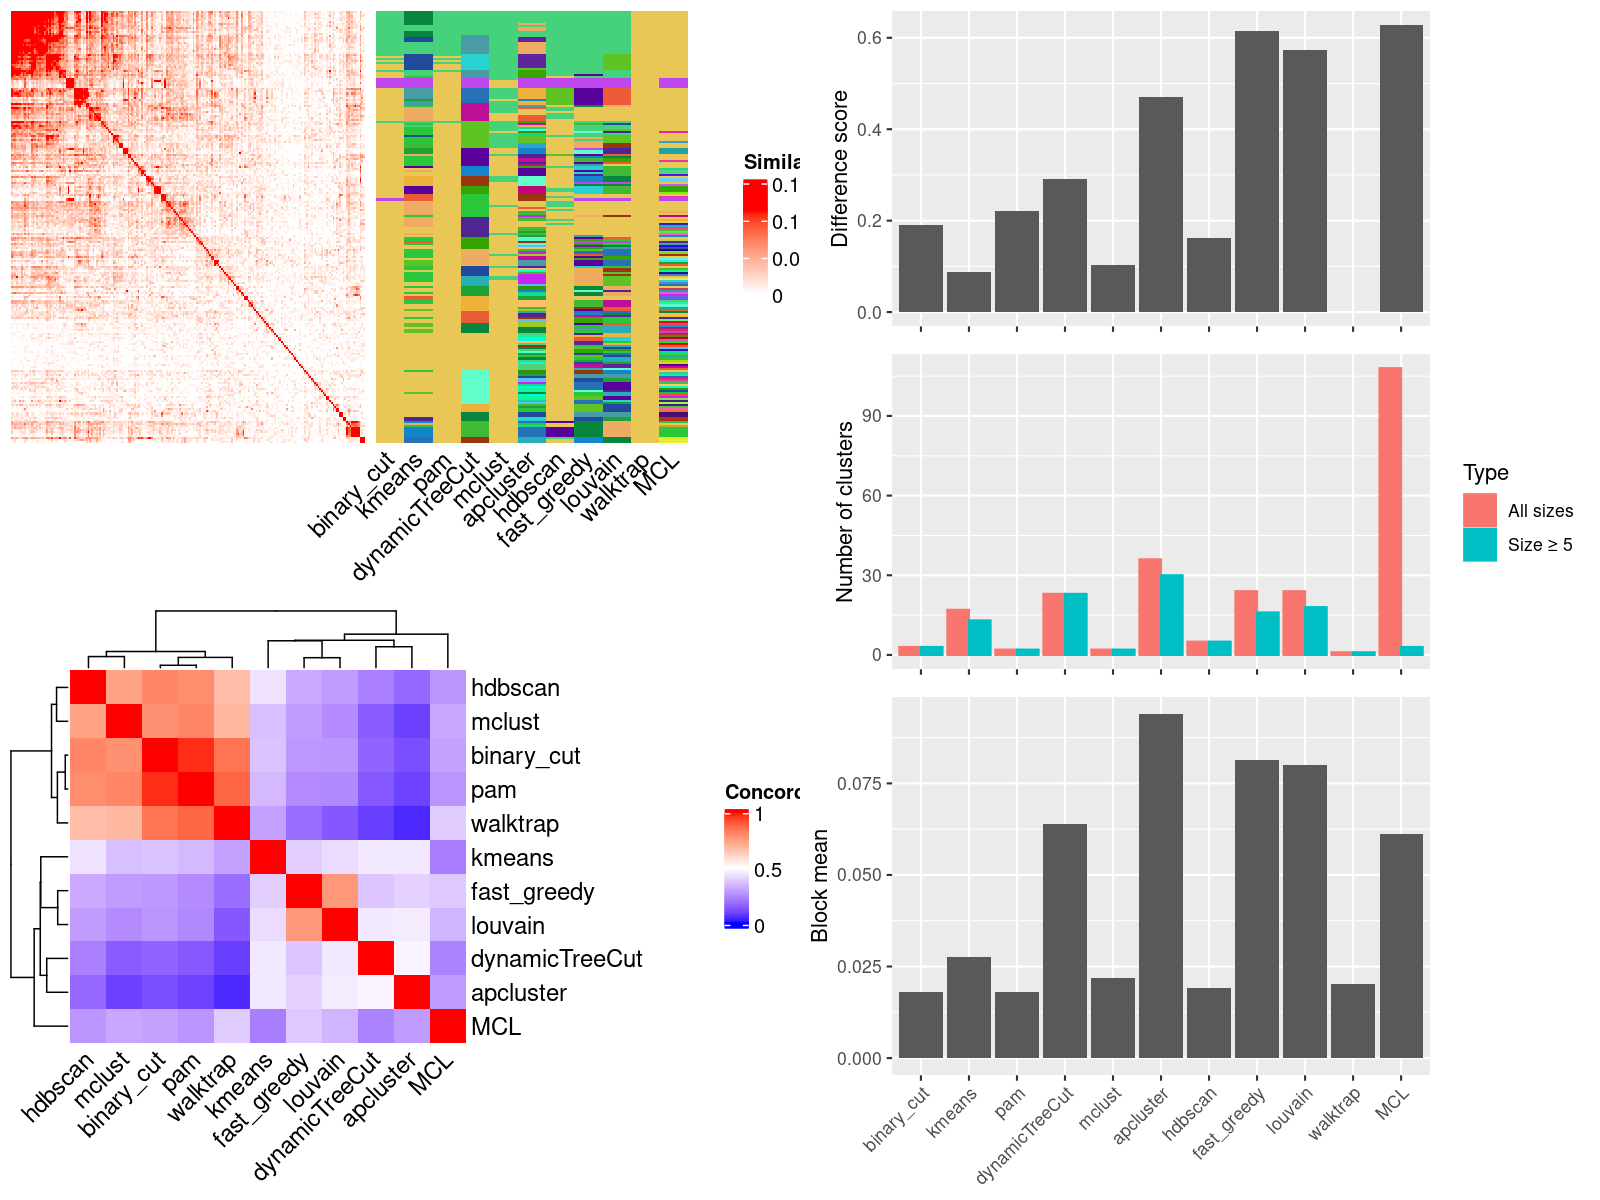 Simila
0.1
0.1
0.0
0
binary_cut
kmeans
pam
dynamicTreeCut
mclust
apcluster
hdbscan
fast_greedy
louvain
walktrap
MCL
hdbscan
mclust
binary_cut
pam
walktrap
kmeans
fast_greedy
louvain
dynamicTreeCut
apcluster
MCL
hdbscan
mclust
binary_cut
pam
walktrap
kmeans
fast_greedy
louvain
dynamicTreeCut
apcluster
MCL
Concord
1
0.5
0
Difference score
0.6
0.4
0.2
0.0
Number of clusters
90
60
30
0
Type
All sizes
Size ≥ 5
Block mean
0.075
0.050
0.025
0.000
binary_cut
kmeans
pam
dynamicTreeCut
mclust
apcluster
hdbscan
fast_greedy
louvain
walktrap
MCL